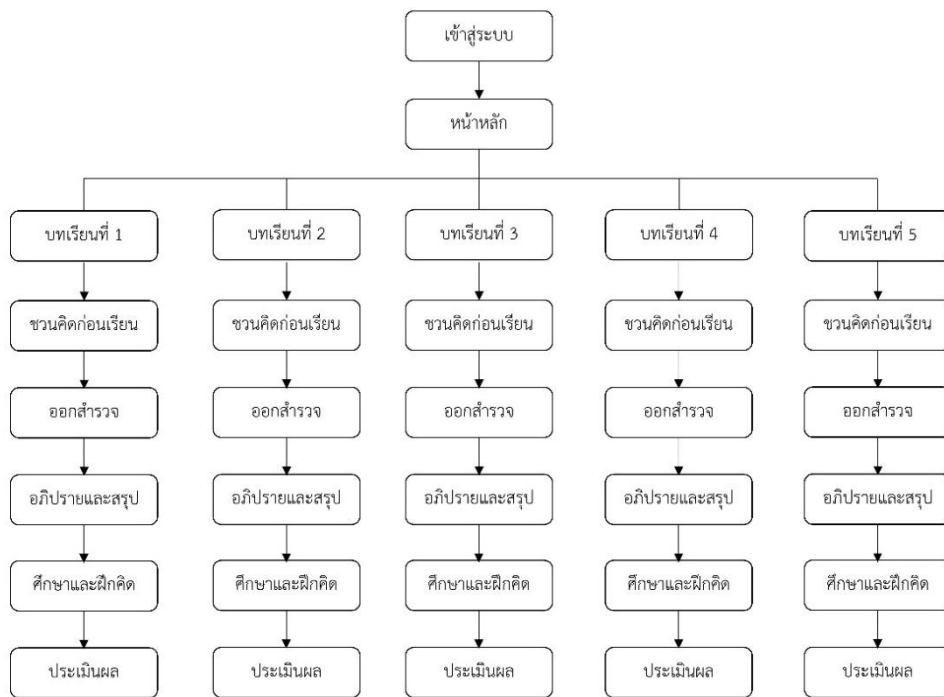 เข้าสู่ระบบ
หน้าหลัก
บทเรียนที่ 1 บทเรียนที่ 2 บทเรียนที่ 3 บทเรียนที่ 4 บทเรียนที่ 5
ชวนคิดก่อนเรียน ชวนคิดก่อนเรียน ชวนคิดก่อนเรียน ชวนคิดก่อนเรียน ชวนคิดก่อนเรียน
ออกสำรวจ ออกสำรวจ ออกสำรวจ ออกสำรวจ ออกสำรวจ
อภิปรายและสรุป อภิปรายและสรุป อภิปรายและสรุป อภิปรายและสรุป อภิปรายและสรุป
ศึกษาและฝึกคิด ศึกษาและฝึกคิด ศึกษาและฝึกคิด ศึกษาและฝึกคิด ศึกษาและฝึกคิด
ประเมินผล ประเมินผล ประเมินผล ประเมินผล ประเมินผล